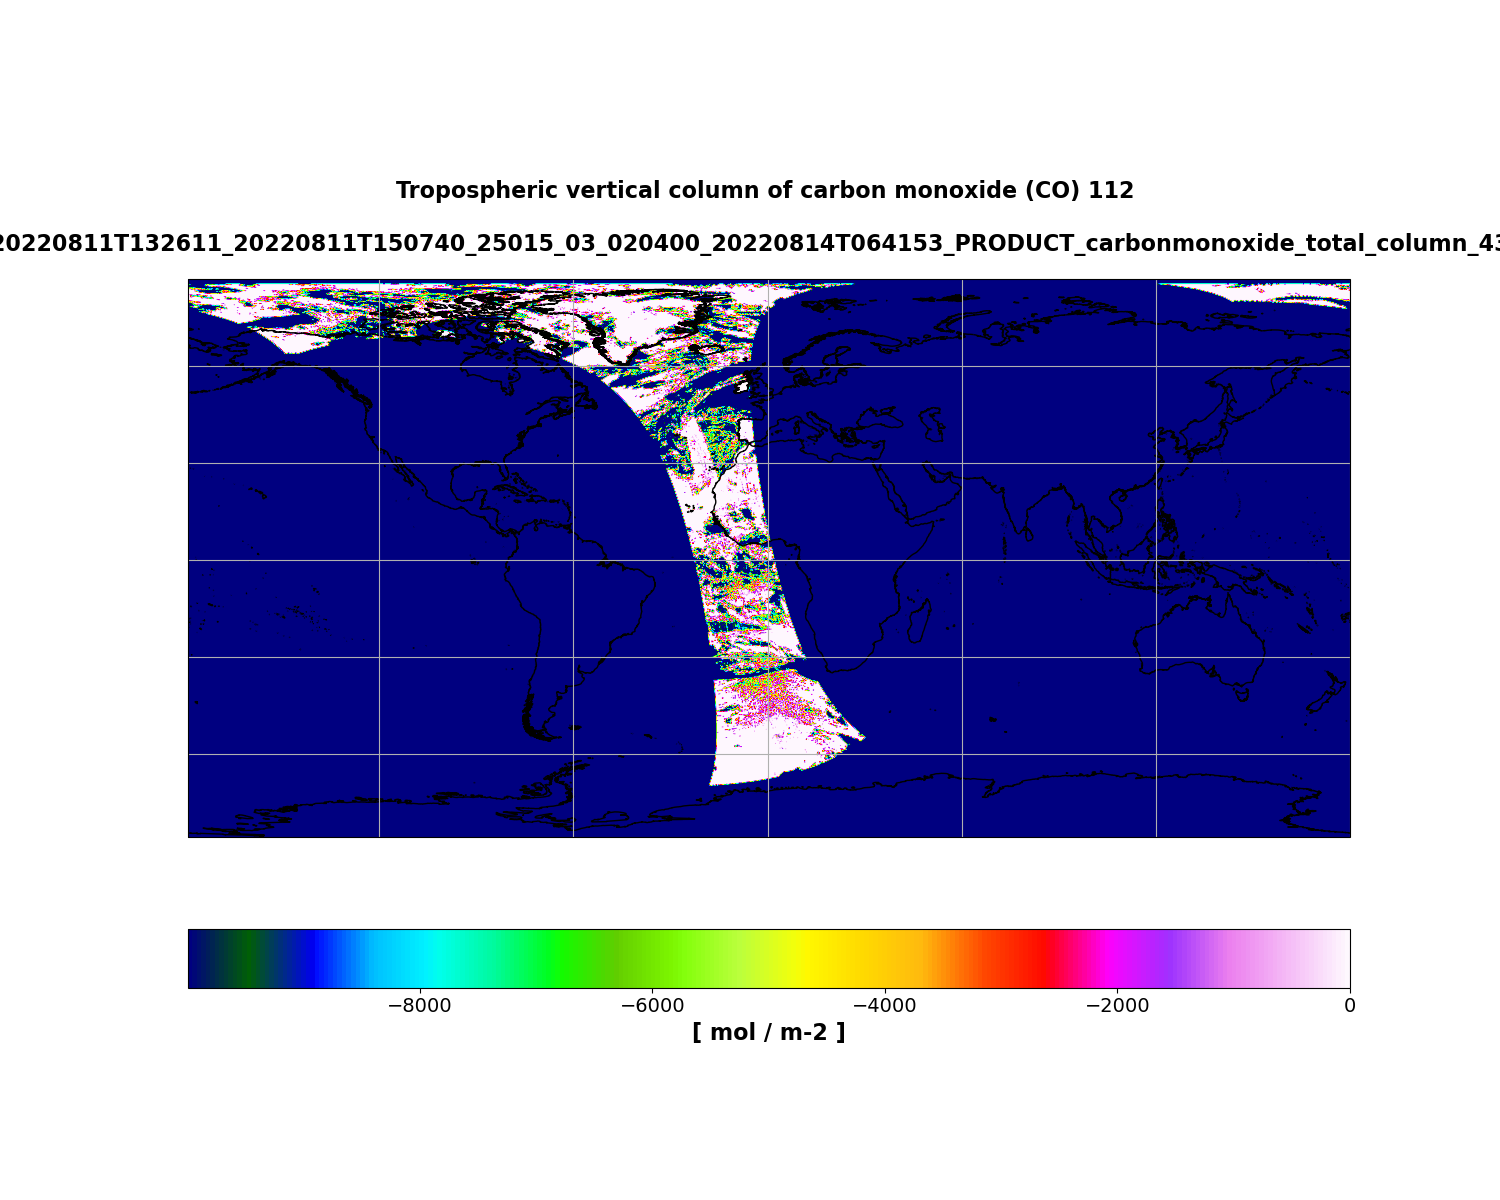 Tropospheric vertical column of carbon monoxide (CO) 112
20220811T132611_20220811T150740_25015_03_020400_20220814T064153_PRODUCT_carbonmonoxide_total_column_43
−8000 −6000 −4000 −2000 0
[ mol / m-2 ]